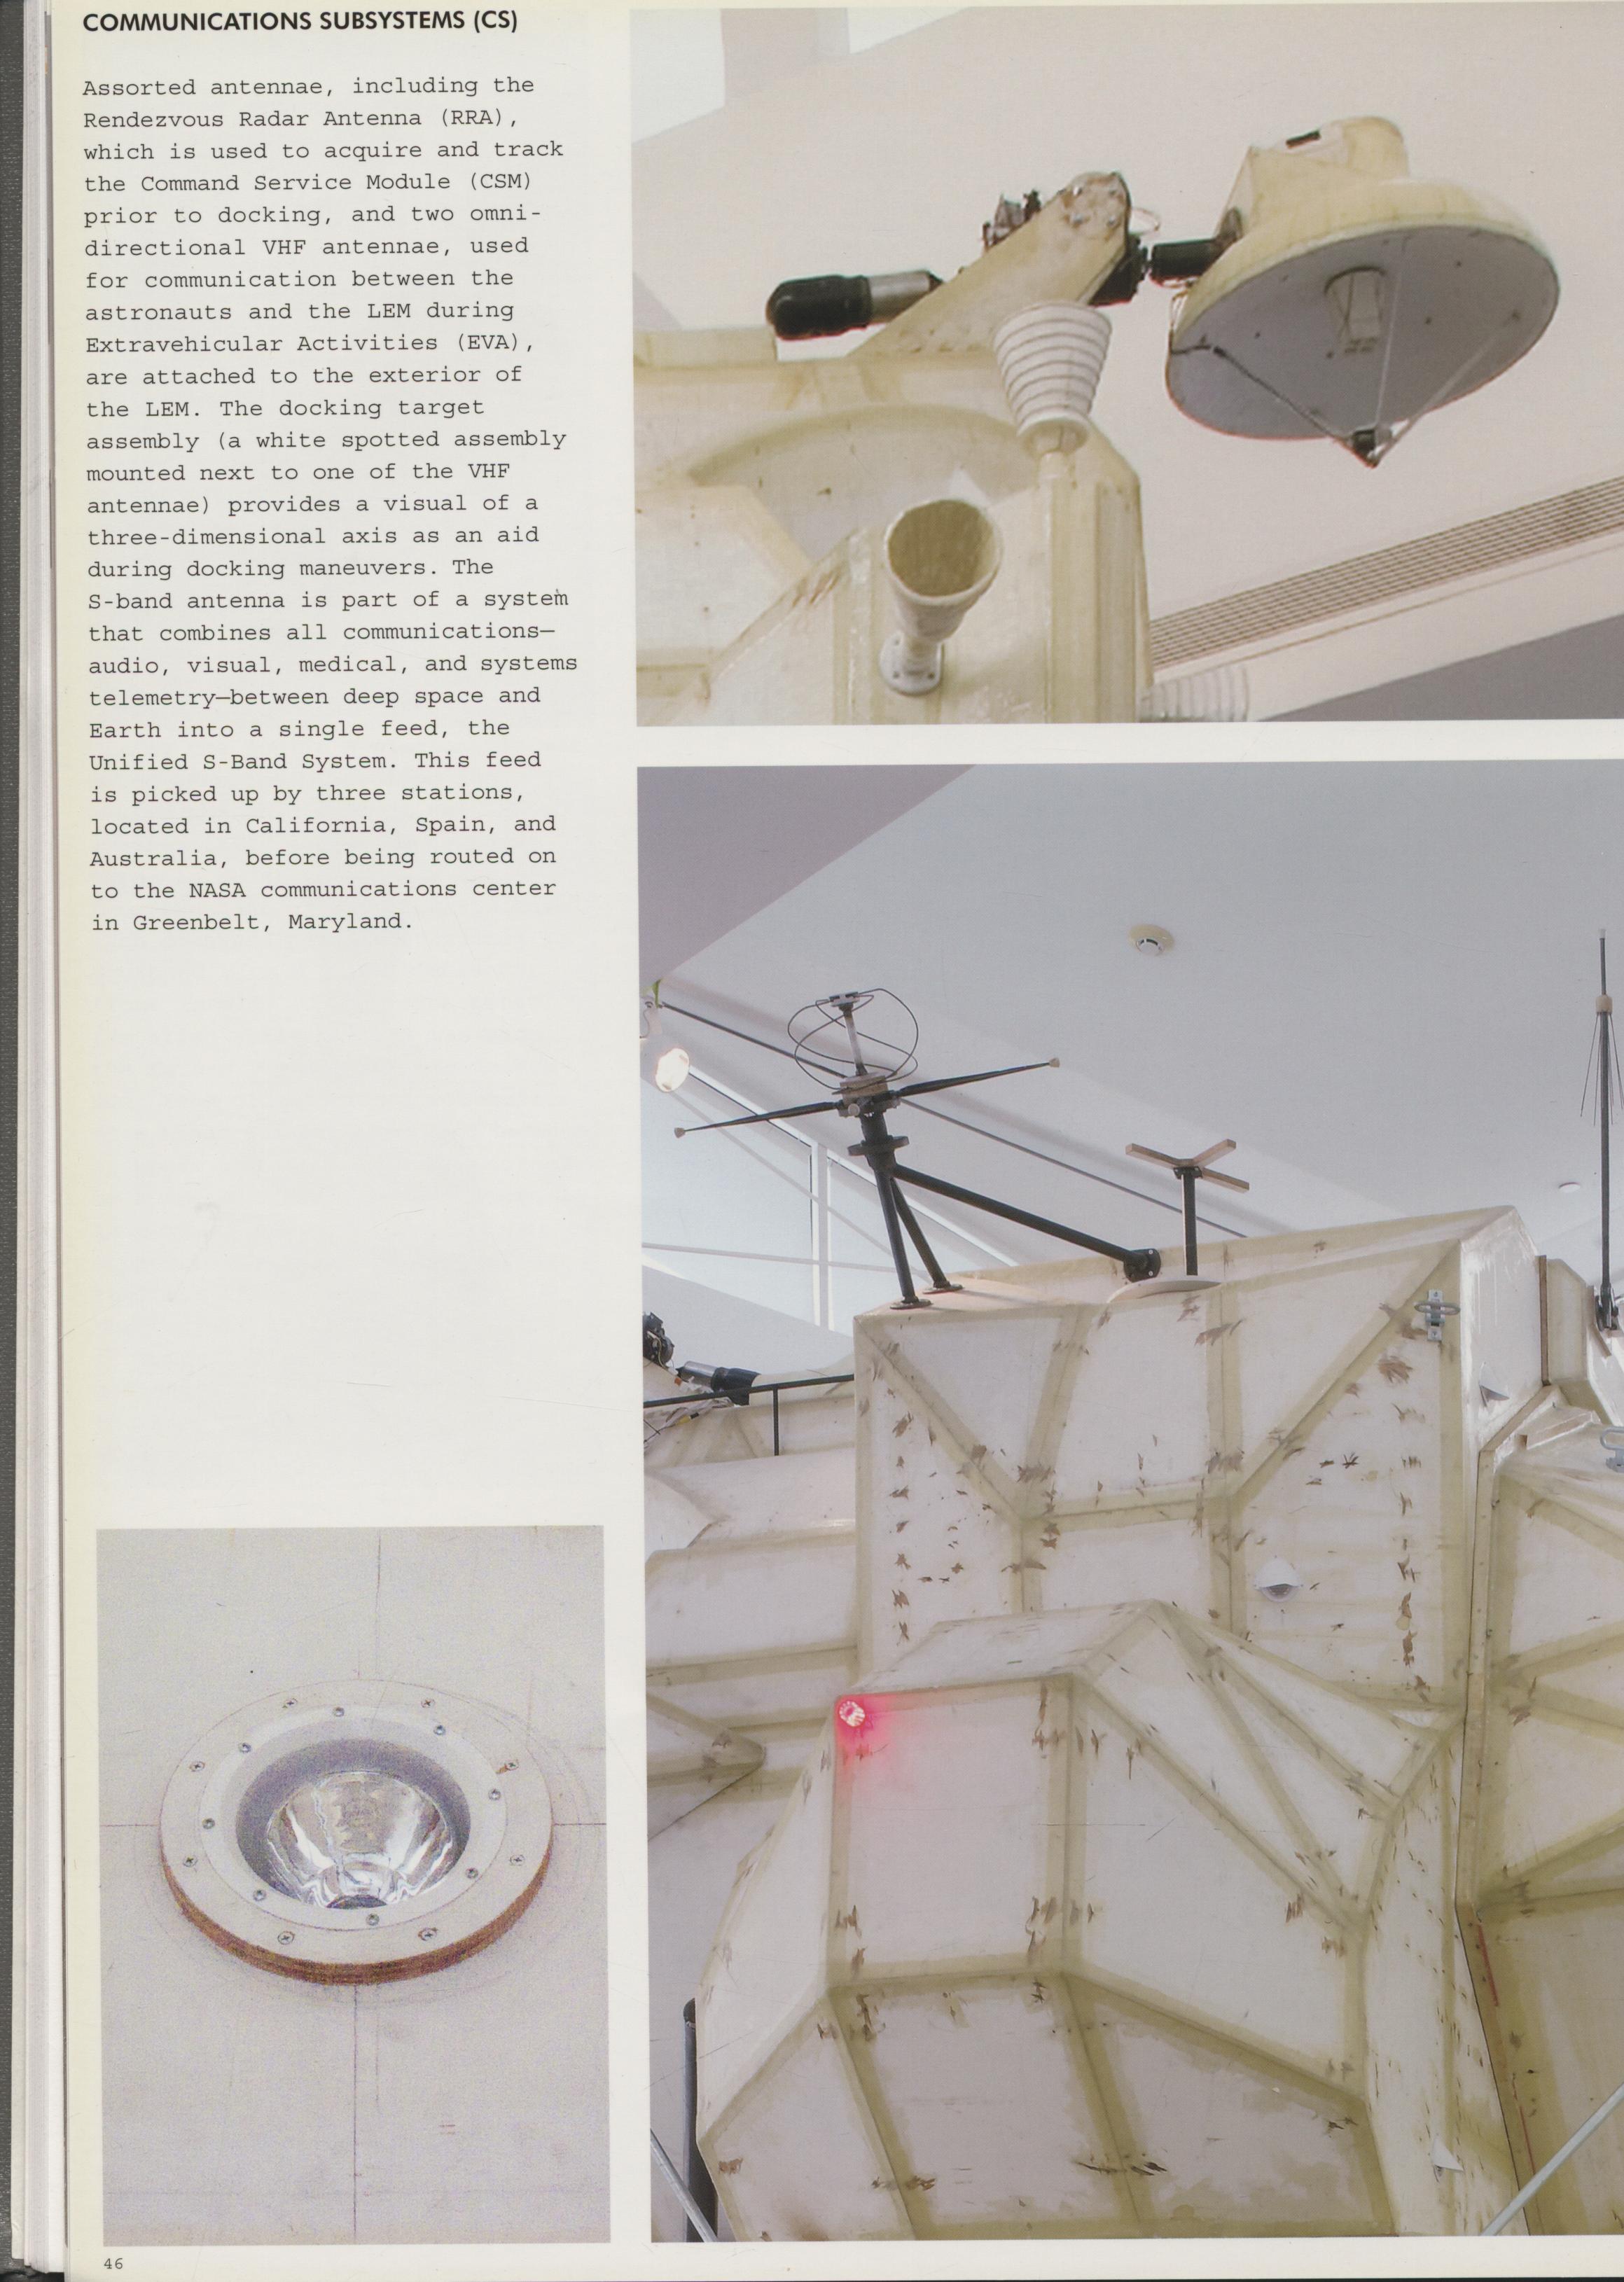 COMMUNICATIONS SUBSYSTEMS (CS)
Assorted antennae, including the
Rendezvous Radar Antenna (RRA),
which is used to acquire and track
the Command Service Module (CSM)
prior to docking, and two omni-
directional VHF antennae, used
for communication between the
astronauts and the LEM during
Extravehicular Activities (EVA),
are attached to the exterior of
the LEM. The docking target
assembly (a white spotted assembly
mounted next to one of the VHF
antennae) provides a visual of a
three-dimensional axis as an aid
during docking maneuvers. The
S-band antenna is part of a system
that combines all communications—
audio, visual, medical, and systems
telemetry—between deep space and
Earth into a single feed, the
Unified S-Band System. This feed
is picked up by three stations,
located in California, Spain, and
Australia, before being routed on
to the NASA communications center
in Greenbelt, Maryland.
46